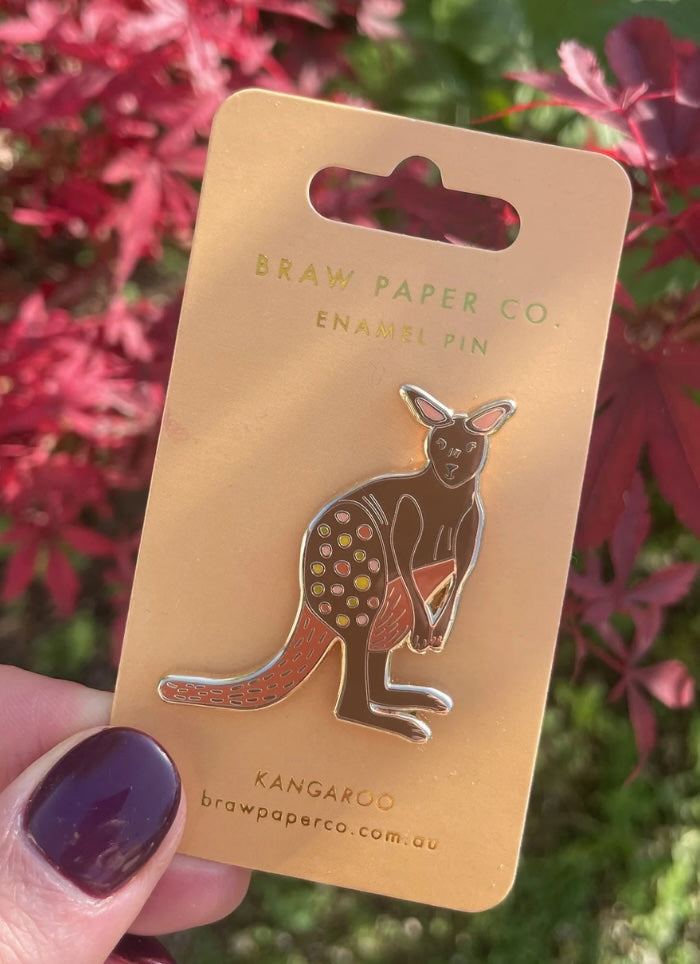 BRAW PAPER CO.
ENAMEL PIN
KANGAROO
brawpaperco.com.au